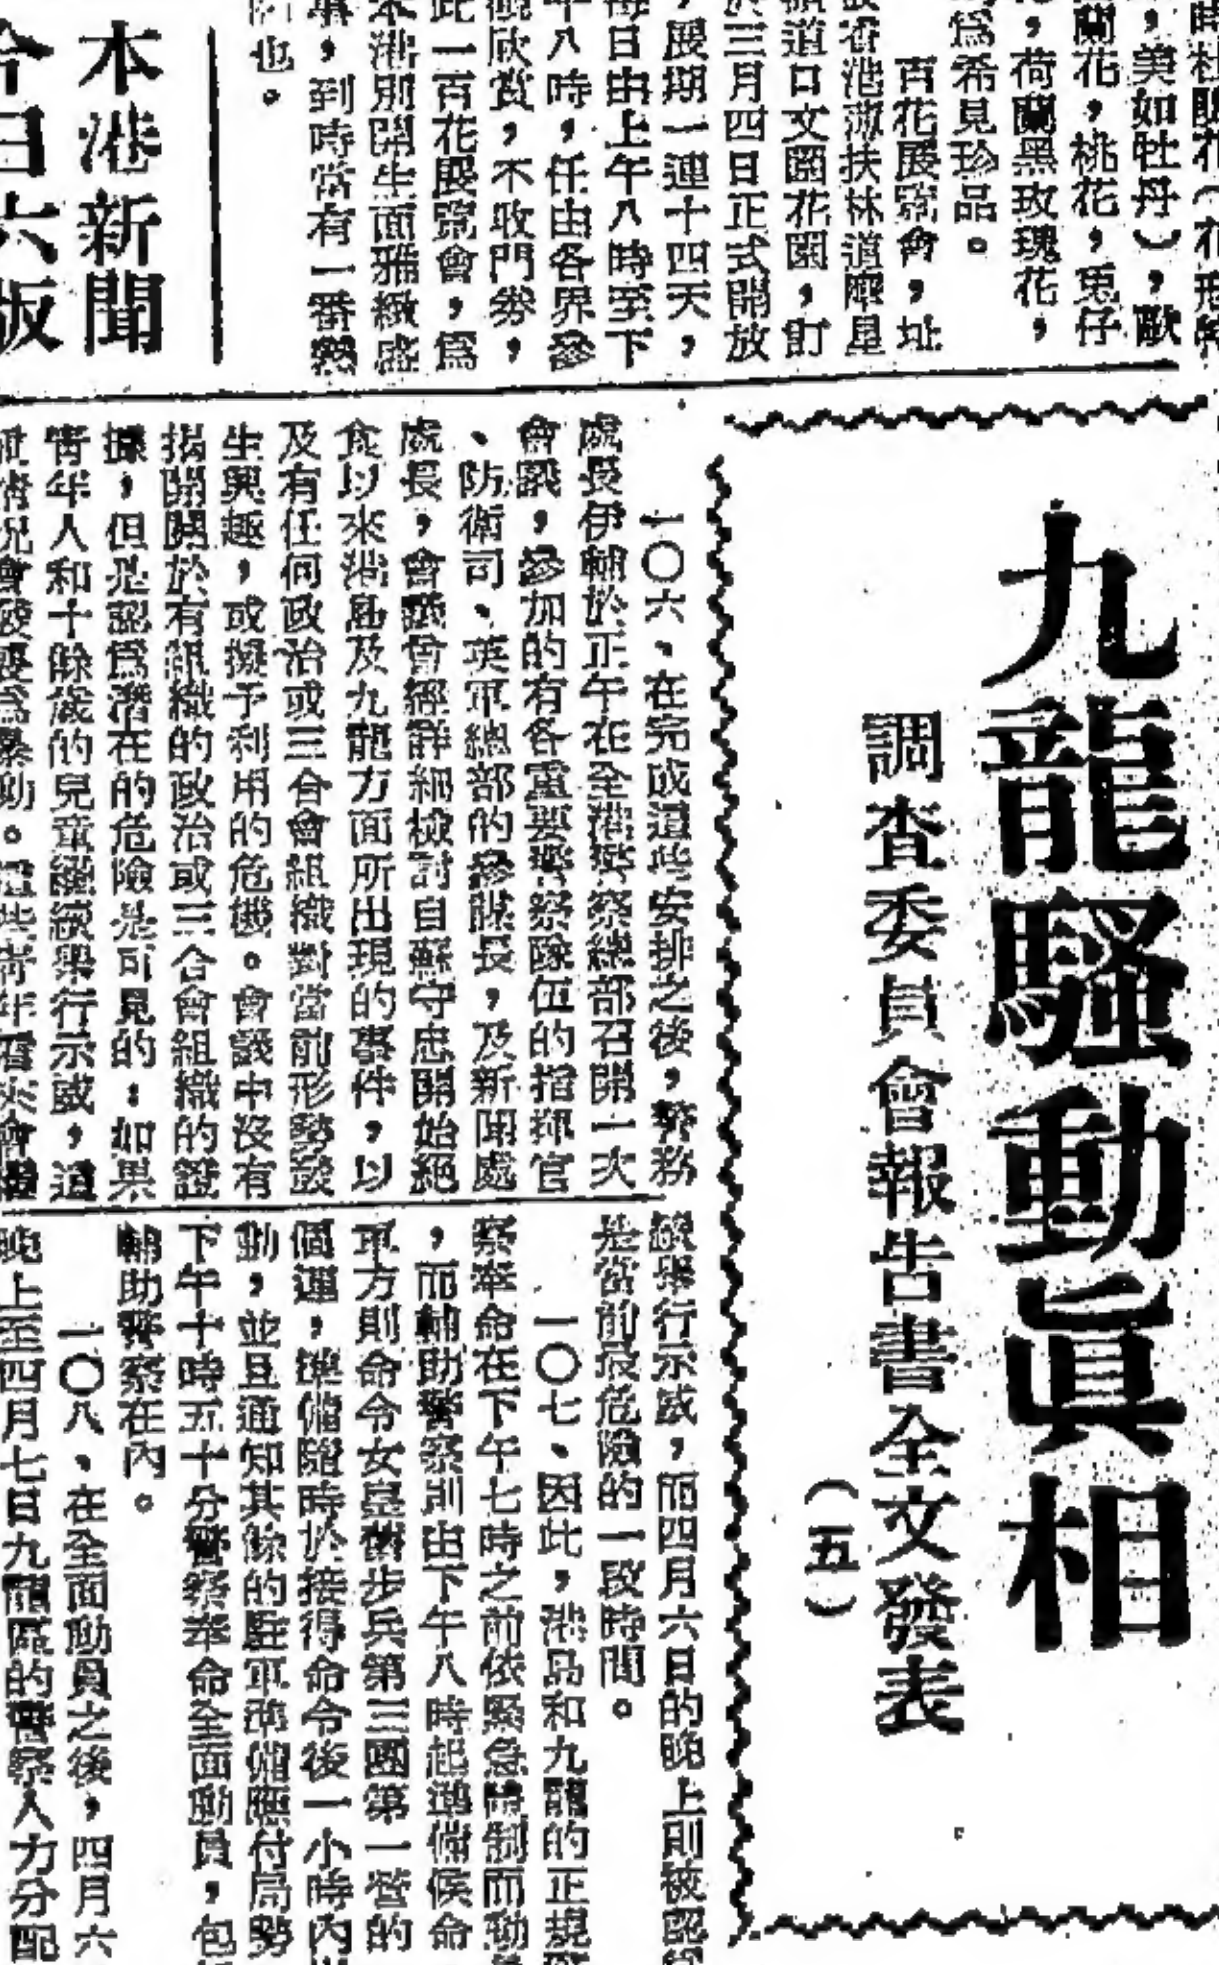 美如牡丹），歐
蘭花，桃花，兎仔
，荷蘭黑玫瑰花，
爲希見珍品。
百花展覽會，址
薄扶林道摩星
道口文園花園，訂
於三月四日正式開放
，展期一連十四天，
每日由上午八時至下
午八時，任由各界參
觀欣賞，不收門券，
此一百花展覽會，爲
本港別開生面雅緻盛
事，到時當有一番熱
也。
本港新聞
今日六版
九龍騷動眞相
調查委員會報告書全文發表
（五）
一〇六、在完成這些安排之後，警務
處長伊輔於正午在全港警察總部召開一次
會議，參加的有各重要警察隊伍的指揮官
、防衛司、英軍總部的參謀長，及新聞處
處長，會議曾經詳細檢討自蘇守忠開始絕
食以來港島及九龍方面所出現的事件，以
及有任何政治或三合會組織對當前形勢發
生興趣，或擬予利用的危機。會議中沒有
揭開關於有組織的政治或三合會組織的證
據，但是認爲潛在的危險是可見的：如果
靑年人和十餘歲的兒童繼續舉行示威，這
續舉行示威，而四月六日的晚上則被認
是當前最危險的一段時間。
一〇七、因此，港島和九龍的正規
察奉命在下午七時之前依緊急時制而動
，而輔助警察則由下午八時起準備候命
軍方則命令女皇屬步兵第三團第一營的
個連，準備隨時於接得命令後一小時內
動，並且通知其餘的駐軍準備應付局勢
下午十時五十分警察奉命全面動員，包
輔助警察在內。
一〇八、在全面動員之後，四月六
晚上至四月七日九龍區的警察人力分配